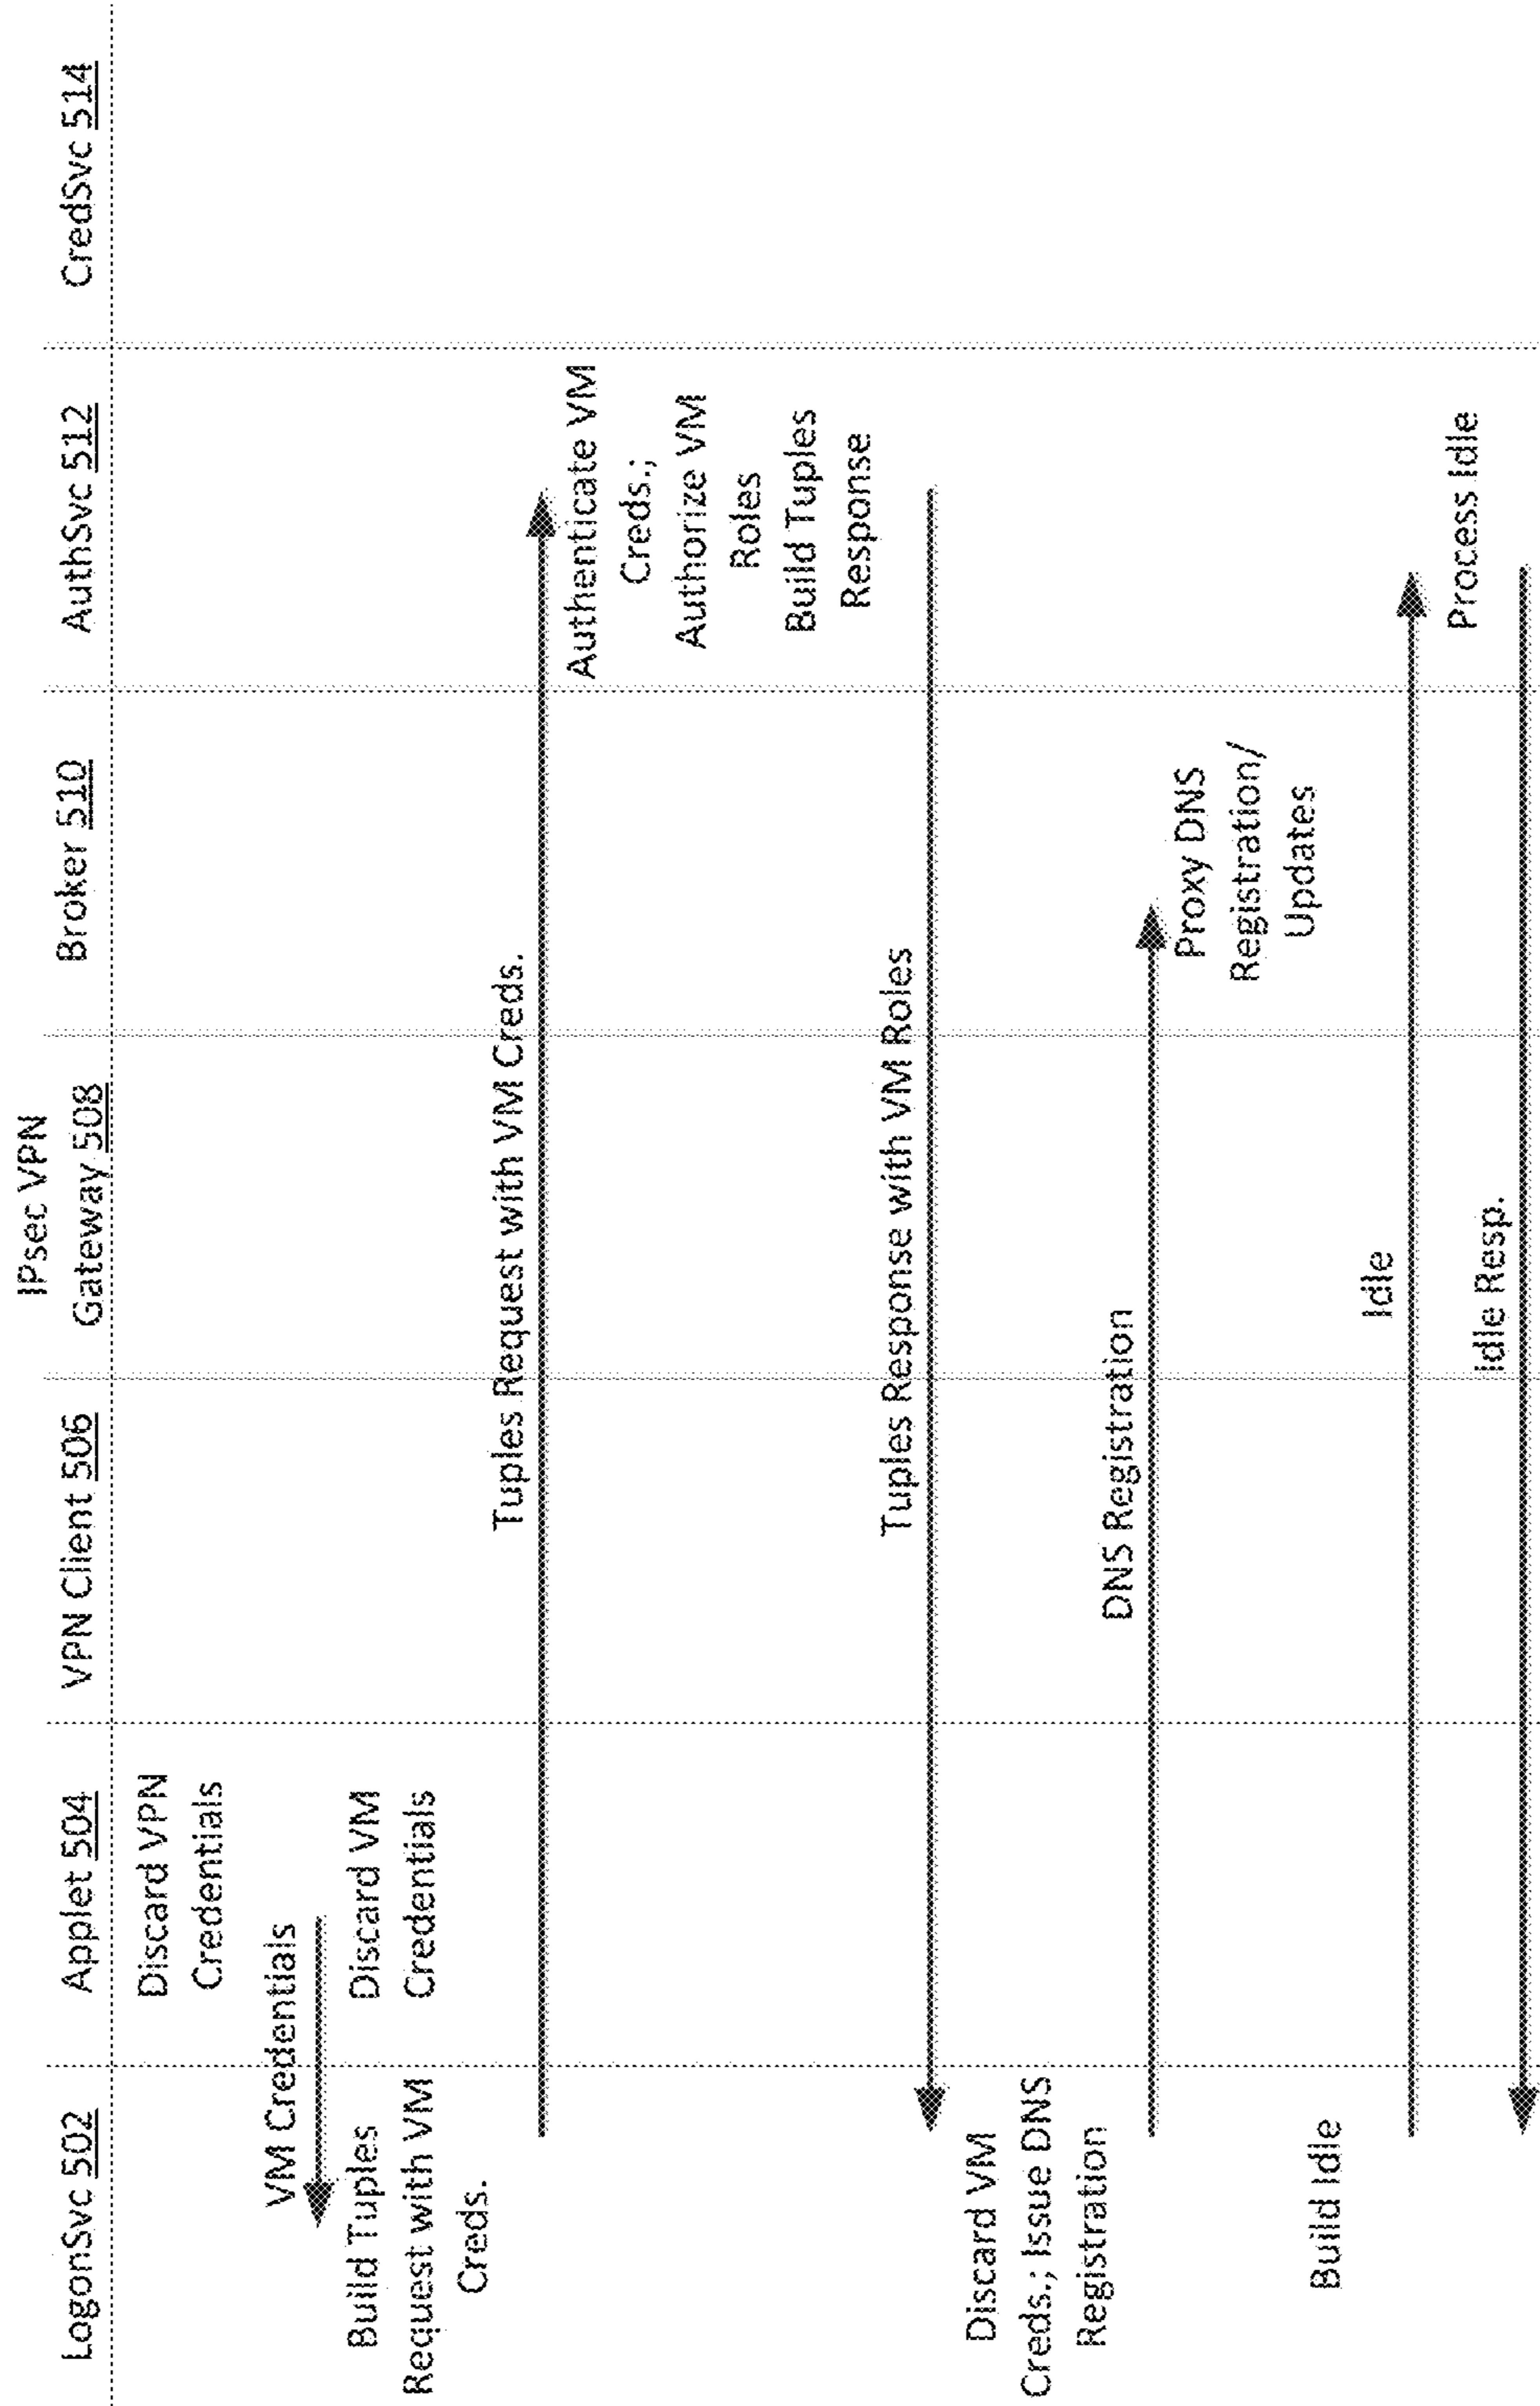 LogonSvc 502
Applet 504
VPN Client 506
IPsec VPN
Gateway 508
Broker 510
AuthSvc 512
CredSvc 514
Discard VPN
Credentials
VM Credentials
Build Tuples
Request with VM
Creds.
Discard VM
Credentials
Tuples Request with VM Creds.
Authenticate VM
Creds.;
Authorize VM
Roles
Build Tuples
Response
Tuples Response with VM Roles
Discard VM
Creds.; Issue DNS
Registration
DNS Registration
Proxy DNS
Registration/
Updates
Build Idle
Idle
Process Idle
Idle Resp.